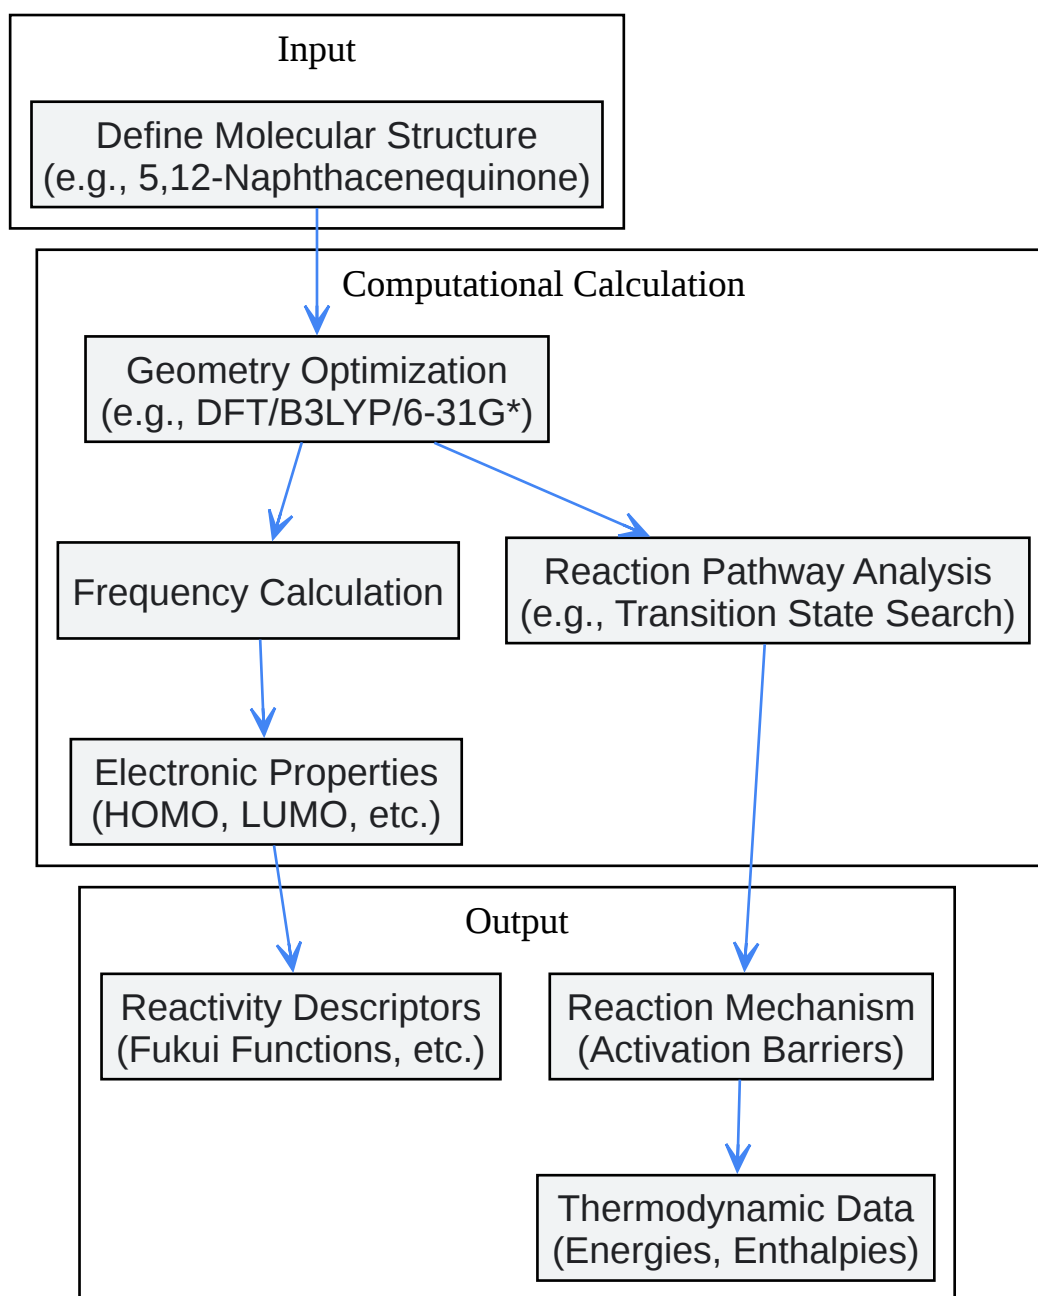 Input
Define Molecular Structure
(e.g., 5,12-Naphthacenequinone)
Computational Calculation
Geometry Optimization
(e.g., DFT/B3LYP/6-31G*)
Frequency Calculation
Reaction Pathway Analysis
(e.g., Transition State Search)
Electronic Properties
(HOMO, LUMO, etc.)
Output
Reactivity Descriptors
(Fukui Functions, etc.)
Reaction Mechanism
(Activation Barriers)
Thermodynamic Data
(Energies, Enthalpies)